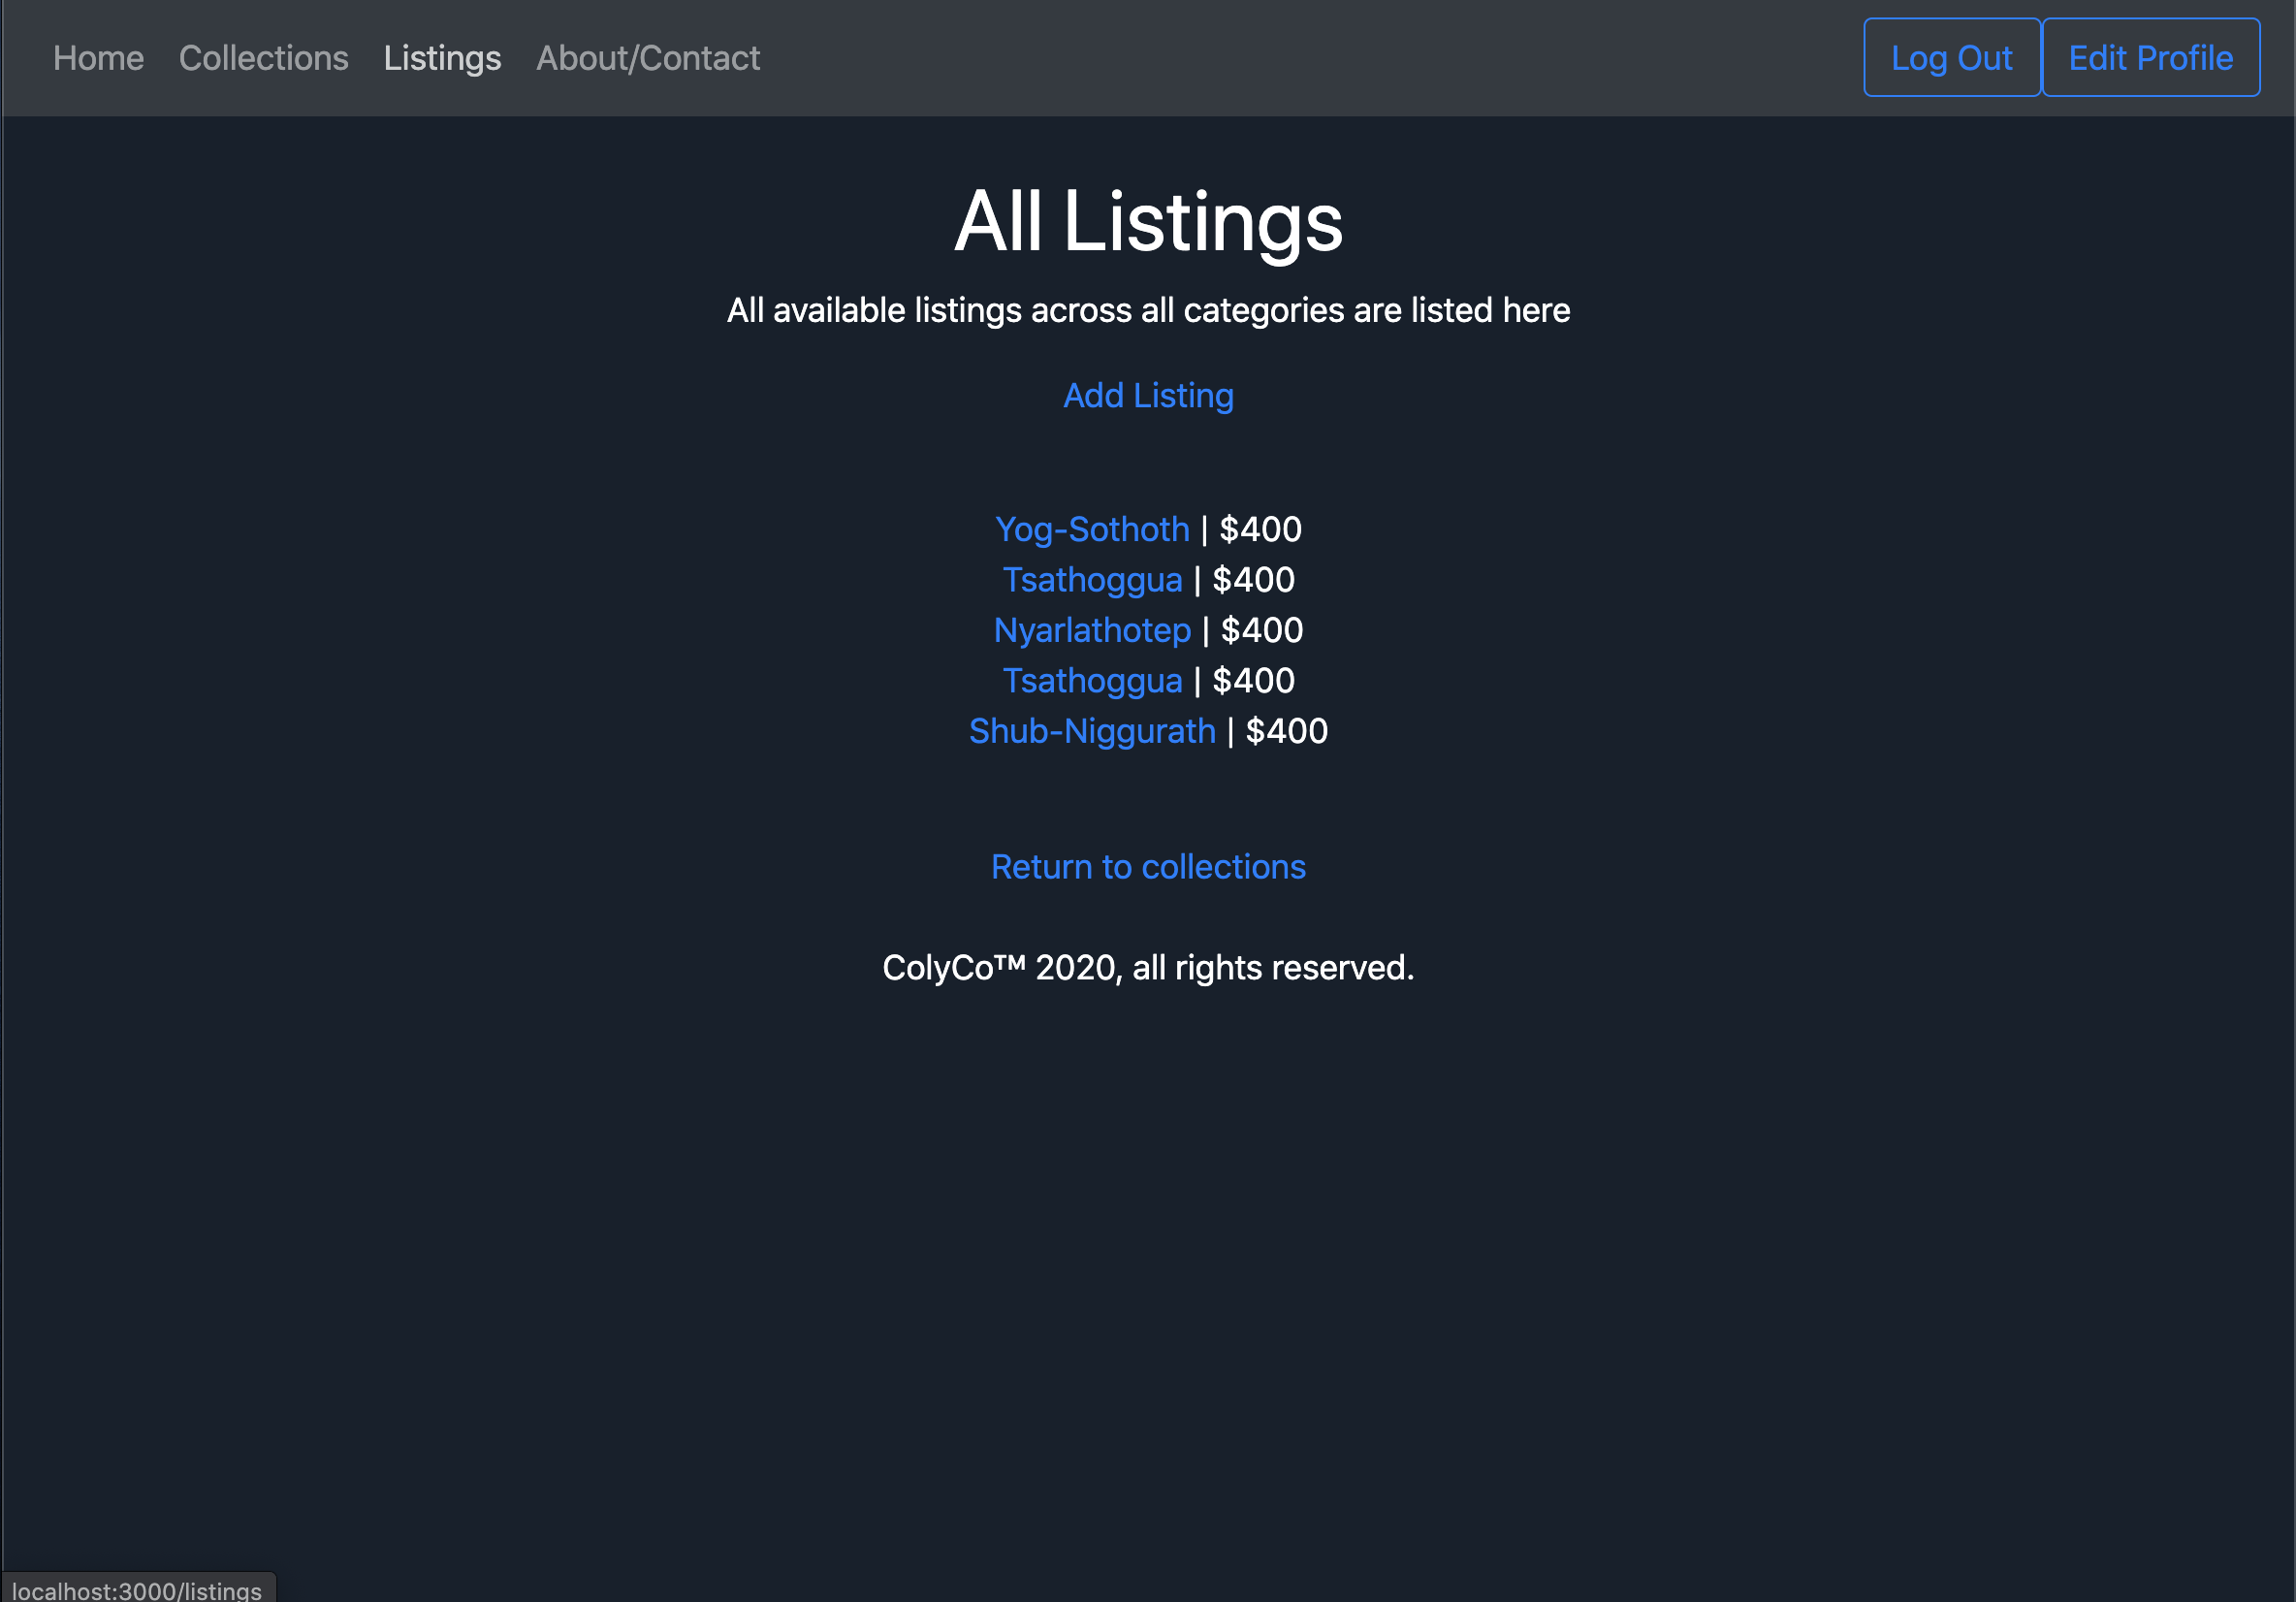 Home Collections Listings About/Contact Log Out Edit Profile
All Listings
All available listings across all categories are listed here
Add Listing
Yog-Sothoth | $400
Tsathoggua | $400
Nyarlathotep | $400
Tsathoggua | $400
Shub-Niggurath | $400
Return to collections
ColyCo™ 2020, all rights reserved.
localhost:3000/listings